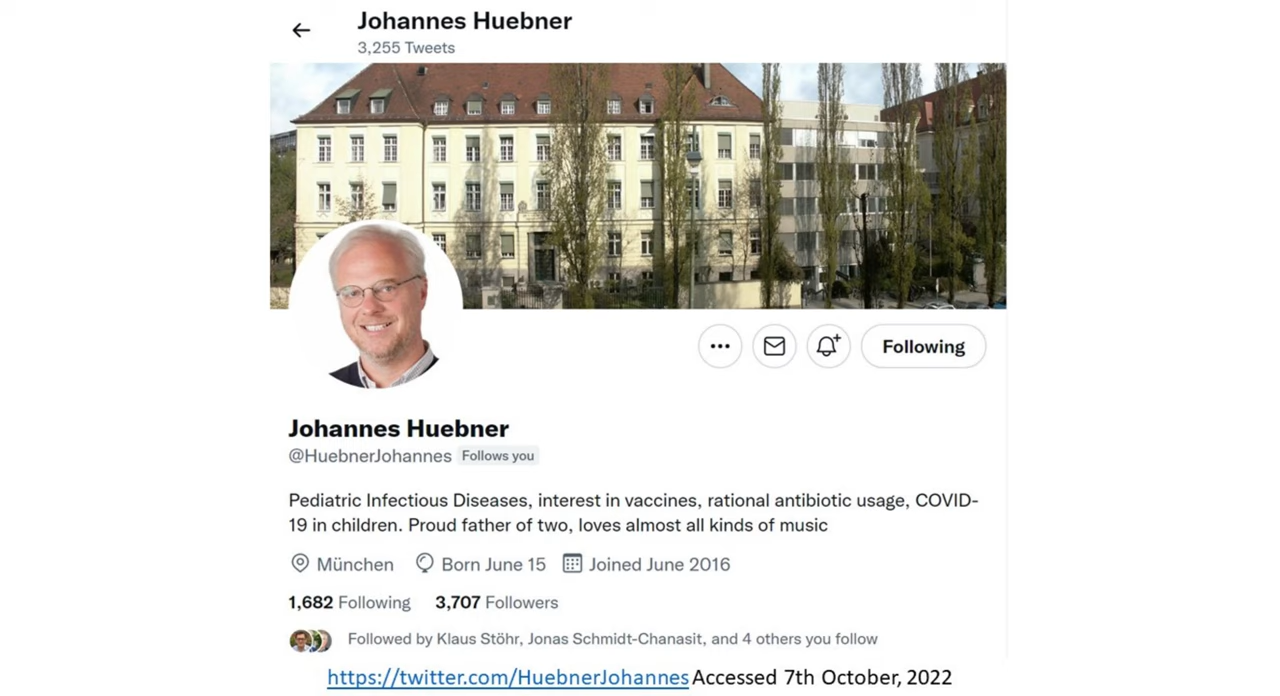 Johannes Huebner
3,255 Tweets
Following
Johannes Huebner
@HuebnerJohannes Follows you
Pediatric Infectious Diseases, interest in vaccines, rational antibiotic usage, COVID-
19 in children. Proud father of two, loves almost all kinds of music
München Born June 15 Joined June 2016
1,682 Following 3,707 Followers
Followed by Klaus Stöhr, Jonas Schmidt-Chanasit, and 4 others you follow
https://twitter.com/HuebnerJohannes Accessed 7th October, 2022